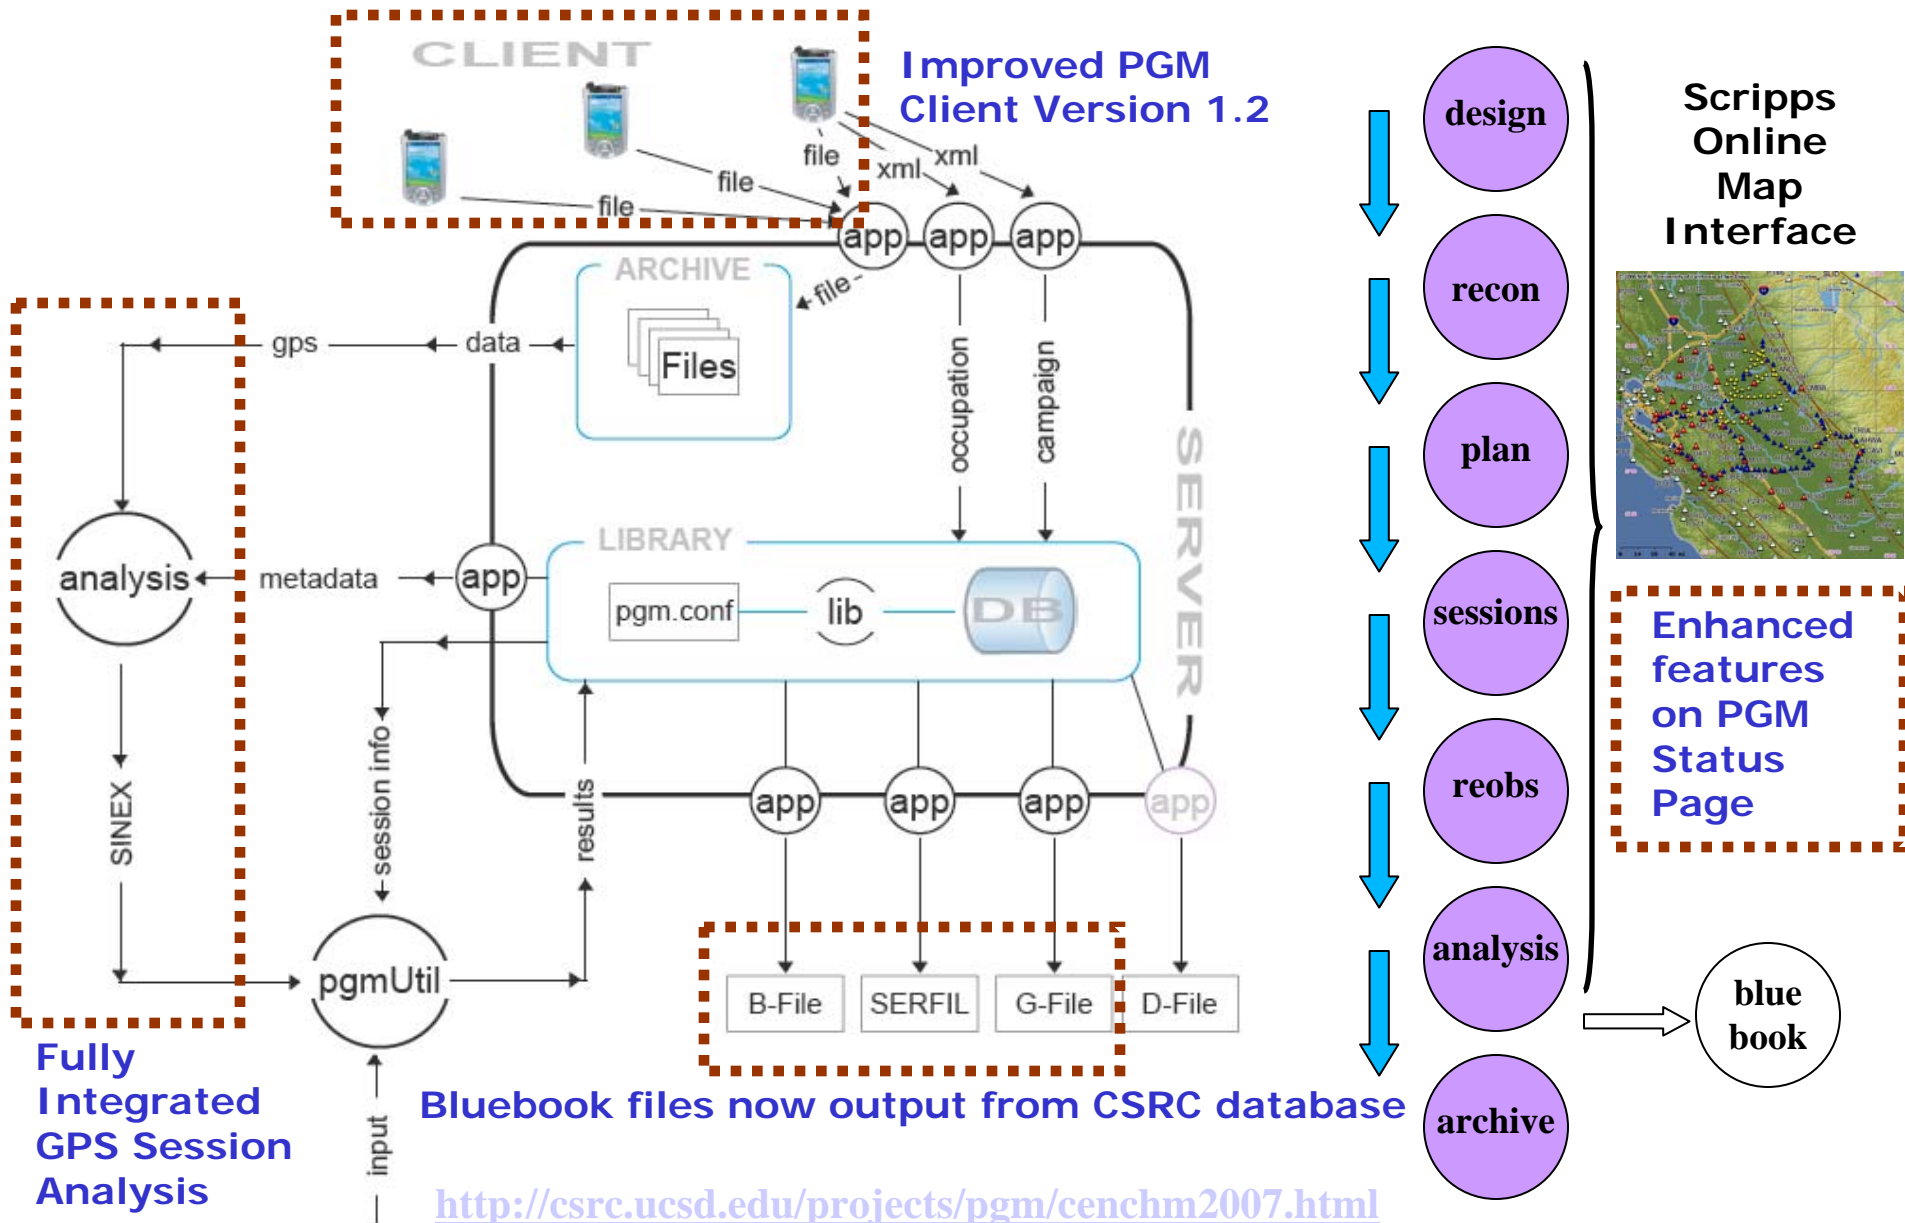 CLIENT
Improved PGM
Client Version 1.2
file
xml
xml
file
file
app
app
app
ARCHIVE
file
Files
gps
data
occupation
campaign
SERVER
LIBRARY
analysis
metadata
app
pgm.conf
lib
DB
session info
results
SINEX
app
app
app
app
pgmUtil
B-File
SERFIL
G-File
D-File
Fully
Integrated
GPS Session
Analysis
input
Bluebook files now output from CSRC database
http://csrc.ucsd.edu/projects/pgm/cenchm2007.html
design
recon
plan
sessions
reobs
analysis
archive
Scripps
Online
Map
Interface
Enhanced
features
on PGM
Status
Page
blue
book